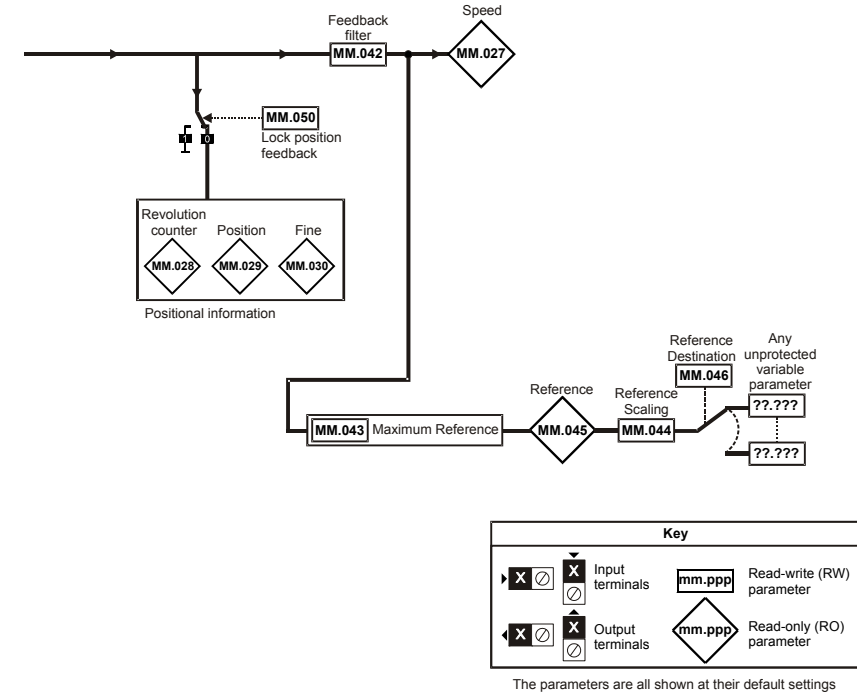 Speed
Feedback
filter
MM.042
MM.027
MM.050
Lock position
feedback
1 0
Revolution
counter Position Fine
MM.028 MM.029 MM.030
Positional information
Reference
Destination
MM.046
Any
unprotected
variable
parameter
??.???
??.???
Reference
Reference
Scaling
MM.043 Maximum Reference
MM.045
MM.044
Key
X
X
Input
terminals
mm.ppp
Read-write (RW)
parameter
X
X
Output
terminals
mm.ppp
Read-only (RO)
parameter
The parameters are all shown at their default settings